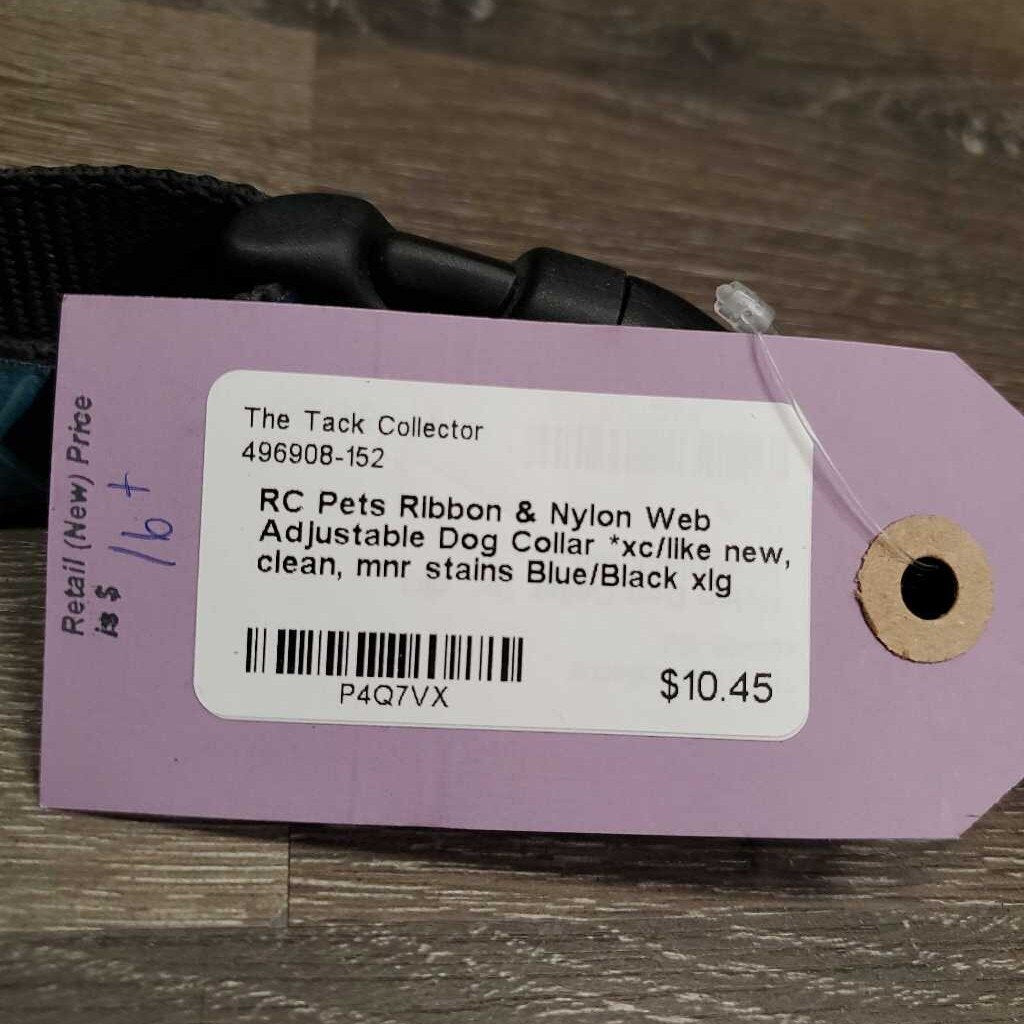 The Tack Collector
496908-152
RC Pets Ribbon & Nylon Web
Adjustable Dog Collar *xc/like new,
clean, mnr stains Blue/Black xlg
P4Q7VX
$10.45
Retail (New) Price
is $ 16 +